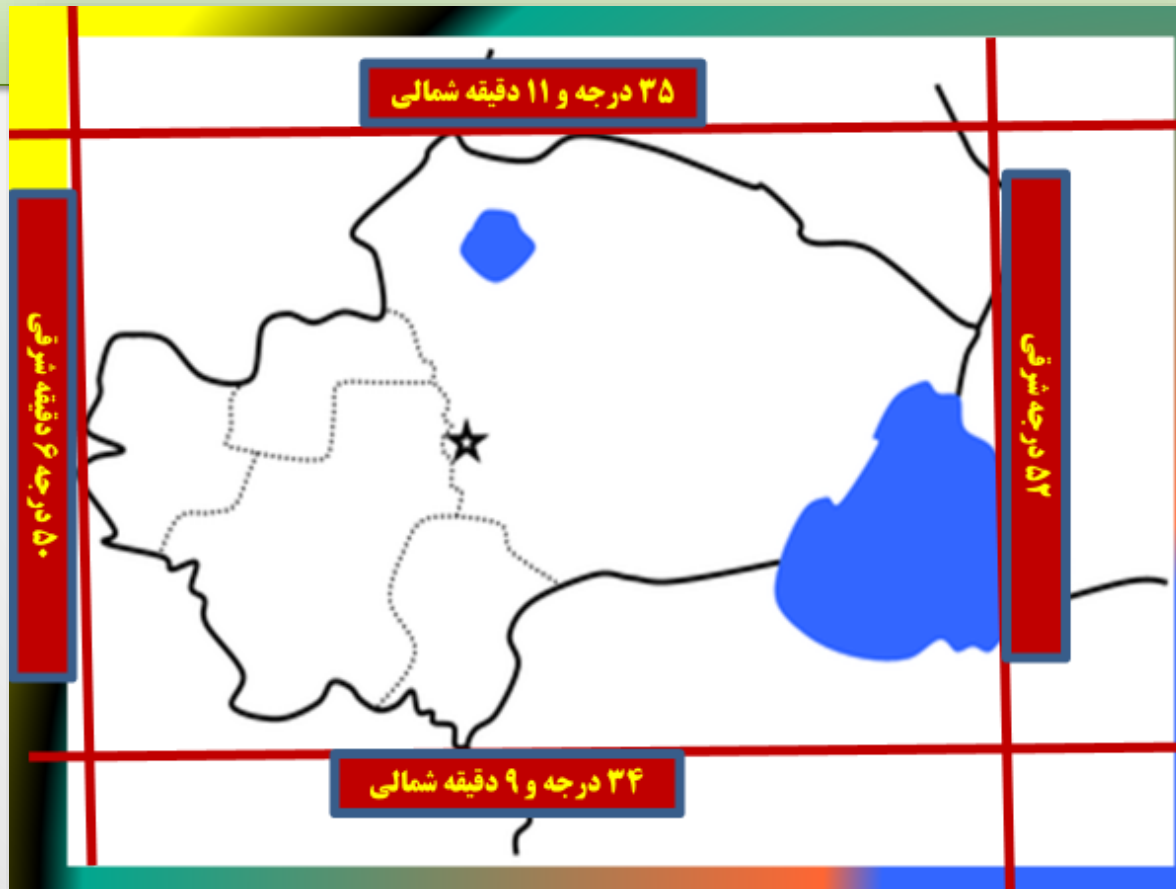 ۳۵ درجه و ۱۱ دقیقه شمالی
۵۲ درجه شرقی
۵۰ درجه ۶ دقیقه شرقی
۳۴ درجه و ۹ دقیقه شمالی